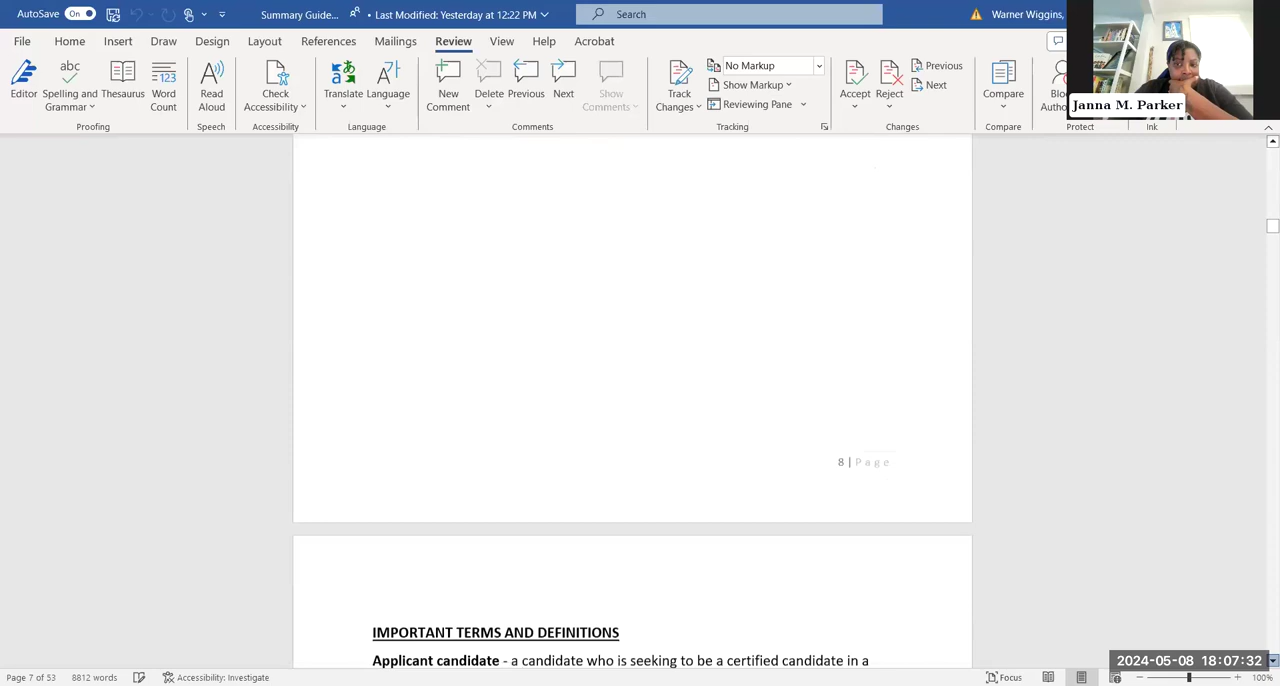 AutoSave On Summary Guide... • Last Modified: Yesterday at 12:22 PM Search Warner Wiggins,
File Home Insert Draw Design Layout References Mailings Review View Help Acrobat
Editor Spelling and Grammar Thesaurus Word Count Read Aloud Check Accessibility Translate Language New Comment Delete Previous Next Show Comments Track Changes No Markup Show Markup Reviewing Pane Accept Reject Previous Next Compare
Proofing Speech Accessibility Language Comments Tracking Changes Compare Protect Ink
Janna M. Parker
8 | Page
IMPORTANT TERMS AND DEFINITIONS
Applicant candidate - a candidate who is seeking to be a certified candidate in a
2024-05-08 18:07:32
Page 7 of 53 8812 words Accessibility: Investigate Focus 100%